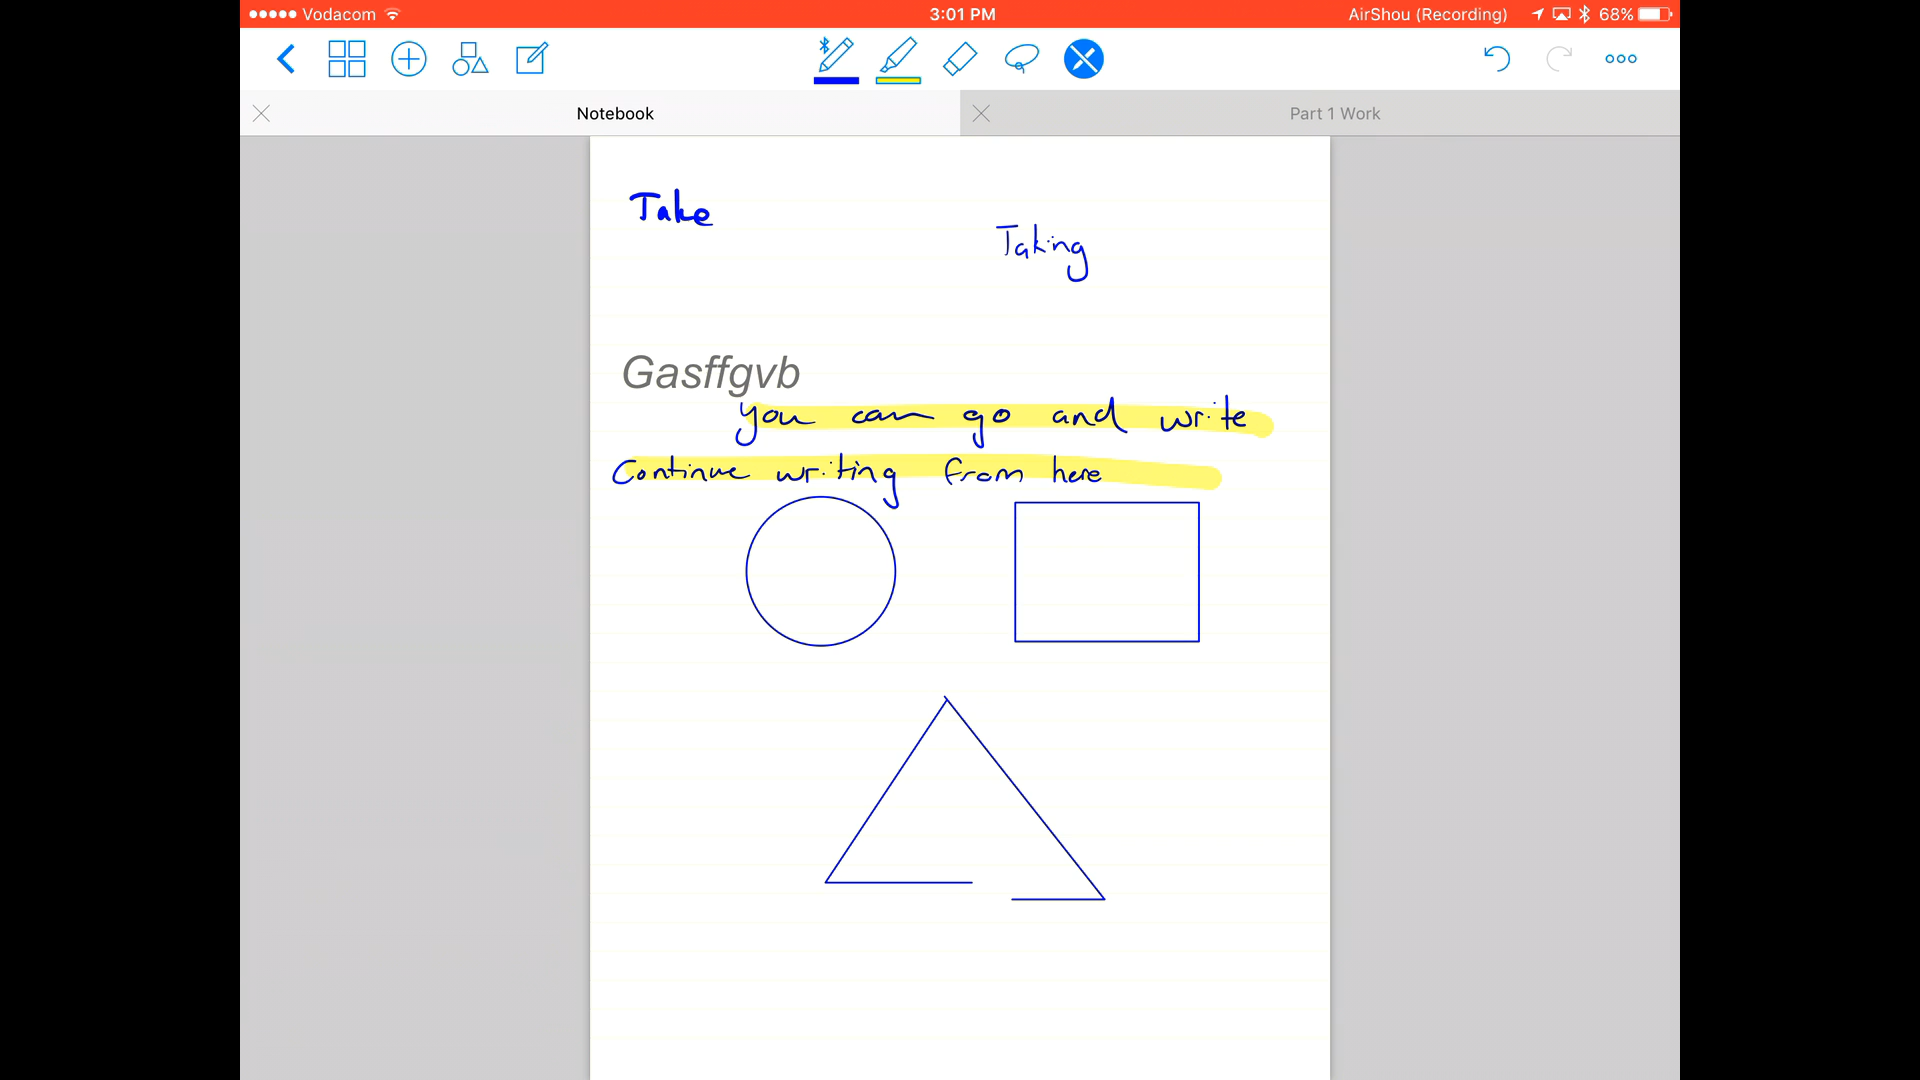 Vodacom 3:01 PM AirShou (Recording) 68%
Notebook Part 1 Work
Take
Taking
Gasffgvb
you can go and write
Continue writing from here